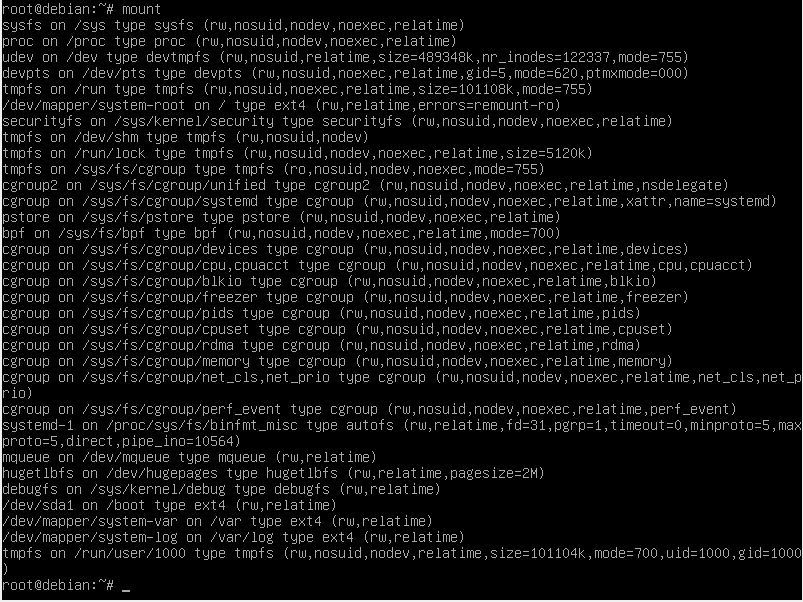 root@debian:~# mount
sysfs on /sys type sysfs (rw,nosuid,nodev,noexec,relatime)
proc on /proc type proc (rw,nosuid,nodev,noexec,relatime)
udev on /dev type devtmpfs (rw,nosuid,relatime,size=489348k,nr_inodes=122337,mode=755)
devpts on /dev/pts type devpts (rw,nosuid,noexec,relatime,gid=5,mode=620,ptmxmode=000)
tmpfs on /run type tmpfs (rw,nosuid,noexec,relatime,size=101108k,mode=755)
/dev/mapper/system-root on / type ext4 (rw,relatime,errors=remount-ro)
securityfs on /sys/kernel/security type securityfs (rw,nosuid,nodev,noexec,relatime)
tmpfs on /dev/shm type tmpfs (rw,nosuid,nodev)
tmpfs on /run/lock type tmpfs (rw,nosuid,nodev,noexec,relatime,size=5120k)
tmpfs on /sys/fs/cgroup type tmpfs (ro,nosuid,nodev,noexec,mode=755)
cgroup2 on /sys/fs/cgroup/unified type cgroup2 (rw,nosuid,nodev,noexec,relatime,nsdelegate)
cgroup on /sys/fs/cgroup/systemd type cgroup (rw,nosuid,nodev,noexec,relatime,xattr,name=systemd)
pstore on /sys/fs/pstore type pstore (rw,nosuid,nodev,noexec,relatime)
bpf on /sys/fs/bpf type bpf (rw,nosuid,nodev,noexec,relatime,mode=700)
cgroup on /sys/fs/cgroup/devices type cgroup (rw,nosuid,nodev,noexec,relatime,devices)
cgroup on /sys/fs/cgroup/cpu,cpuacct type cgroup (rw,nosuid,nodev,noexec,relatime,cpu,cpuacct)
cgroup on /sys/fs/cgroup/blkio type cgroup (rw,nosuid,nodev,noexec,relatime,blkio)
cgroup on /sys/fs/cgroup/freezer type cgroup (rw,nosuid,nodev,noexec,relatime,freezer)
cgroup on /sys/fs/cgroup/pids type cgroup (rw,nosuid,nodev,noexec,relatime,pids)
cgroup on /sys/fs/cgroup/cpuset type cgroup (rw,nosuid,nodev,noexec,relatime,cpuset)
cgroup on /sys/fs/cgroup/rdma type cgroup (rw,nosuid,nodev,noexec,relatime,rdma)
cgroup on /sys/fs/cgroup/memory type cgroup (rw,nosuid,nodev,noexec,relatime,memory)
cgroup on /sys/fs/cgroup/net_cls,net_prio type cgroup (rw,nosuid,nodev,noexec,relatime,net_cls,net_p
rio)
cgroup on /sys/fs/cgroup/perf_event type cgroup (rw,nosuid,nodev,noexec,relatime,perf_event)
systemd-1 on /proc/sys/fs/binfmt_misc type autofs (rw,relatime,fd=31,pgrp=1,timeout=0,minproto=5,max
proto=5,direct,pipe_ino=10564)
mqueue on /dev/mqueue type mqueue (rw,relatime)
hugetlbfs on /dev/hugepages type hugetlbfs (rw,relatime,pagesize=2M)
debugfs on /sys/kernel/debug type debugfs (rw,relatime)
/dev/sda1 on /boot type ext4 (rw,relatime)
/dev/mapper/system-var on /var type ext4 (rw,relatime)
/dev/mapper/system-log on /var/log type ext4 (rw,relatime)
tmpfs on /run/user/1000 type tmpfs (rw,nosuid,nodev,relatime,size=101104k,mode=700,uid=1000,gid=1000
)
root@debian:~# _